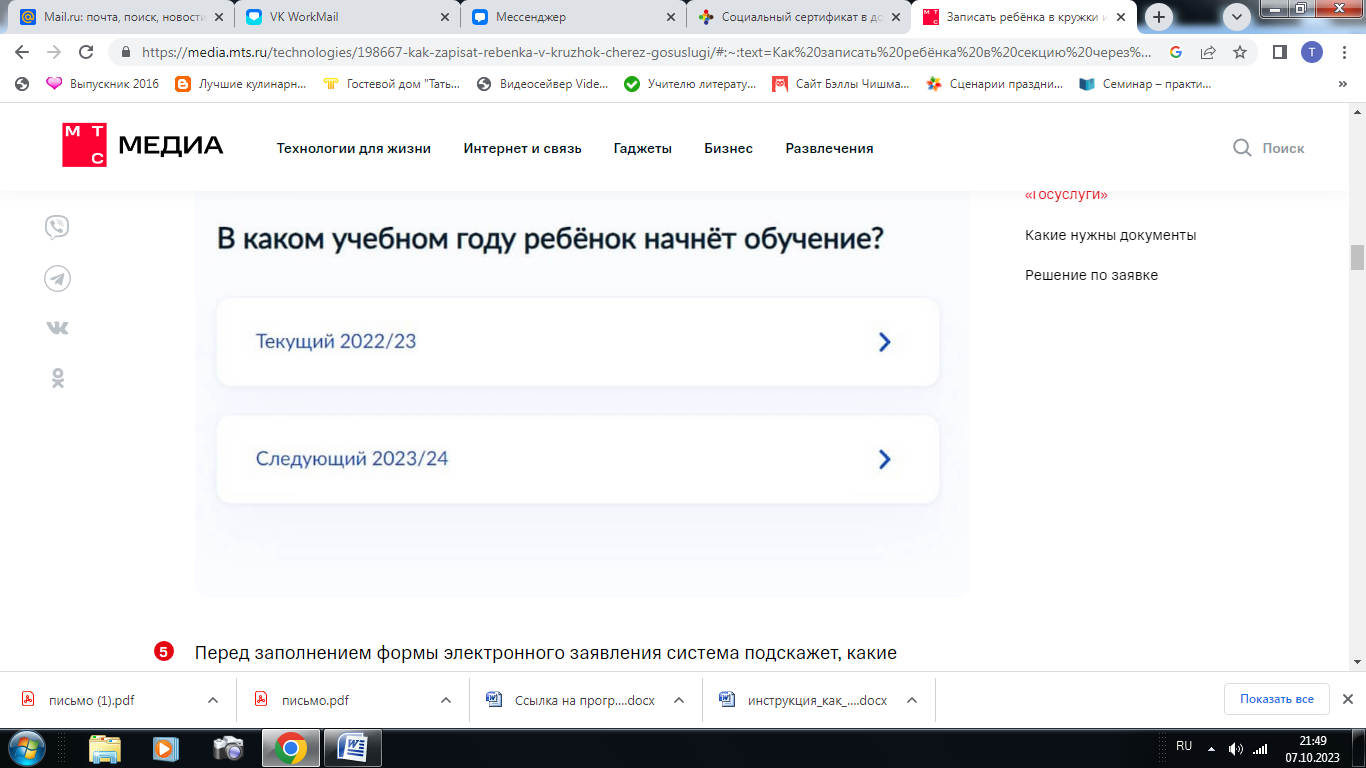 Mail.ru: почта, поиск, новости
VK WorkMail
Мессенджер
Социальный сертификат в до
Записать ребёнка в кружки и
https://media.mts.ru/technologies/198667-kak-zapisat-rebenka-v-kruzhok-cherez-gosuslugi/#:~:text=Как%20записать%20ребёнка%20в%20секцию%20через%...
T
Выпускник 2016
Лучшие кулинарн...
Гостевой дом "Тать...
Видеосейвер Vide...
Учителю литерату...
Сайт Бэллы Чишма...
Сценарии праздни...
Семинар – практи...
»
МТС
МЕДИА
Технологии для жизни
Интернет и связь
Гаджеты
Бизнес
Развлечения
Поиск
«Госуслуги»
Какие нужны документы
Решение по заявке
В каком учебном году ребёнок начнёт обучение?
Текущий 2022/23
Следующий 2023/24
5 Перед заполнением формы электронного заявления система подскажет, какие
письмо (1).pdf
письмо.pdf
Ссылка на прогр....docx
инструкция_как_....docx
Показать все
RU
21:49
07.10.2023